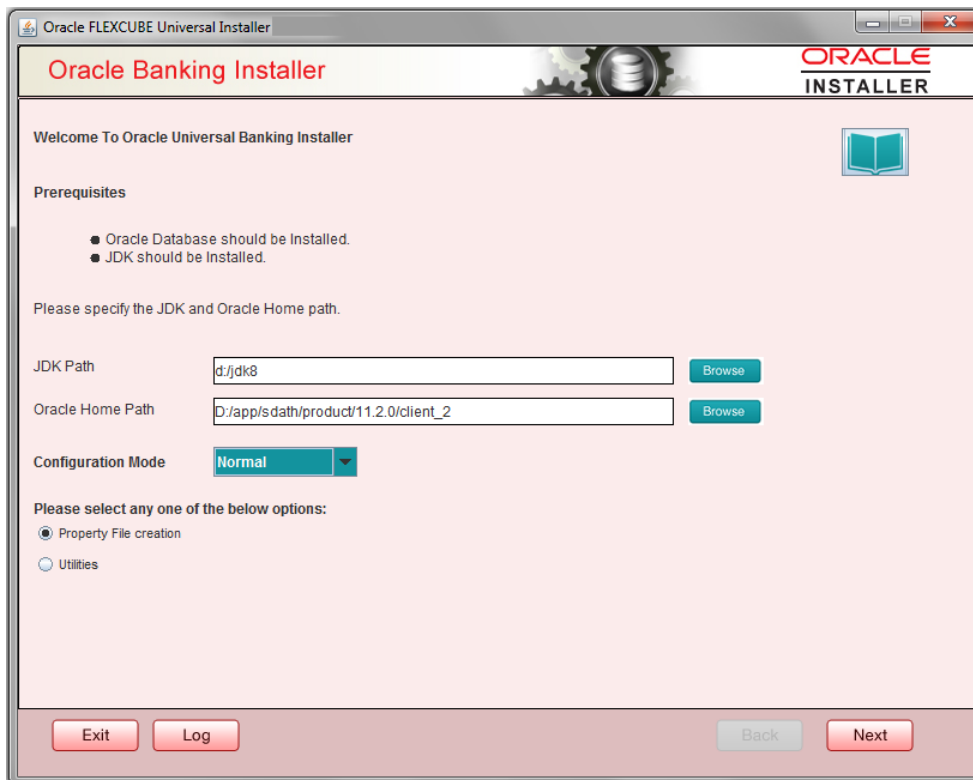 Oracle FLEXCUBE Universal Installer
Oracle Banking Installer
ORACLE
INSTALLER
Welcome To Oracle Universal Banking Installer
Prerequisites
Oracle Database should be Installed.
JDK should be Installed.
Please specify the JDK and Oracle Home path.
JDK Path d:/jdk8 Browse
Oracle Home Path D:/app/sdath/product/11.2.0/client_2 Browse
Configuration Mode Normal
Please select any one of the below options:
Property File creation
Utilities
Exit Log Back Next